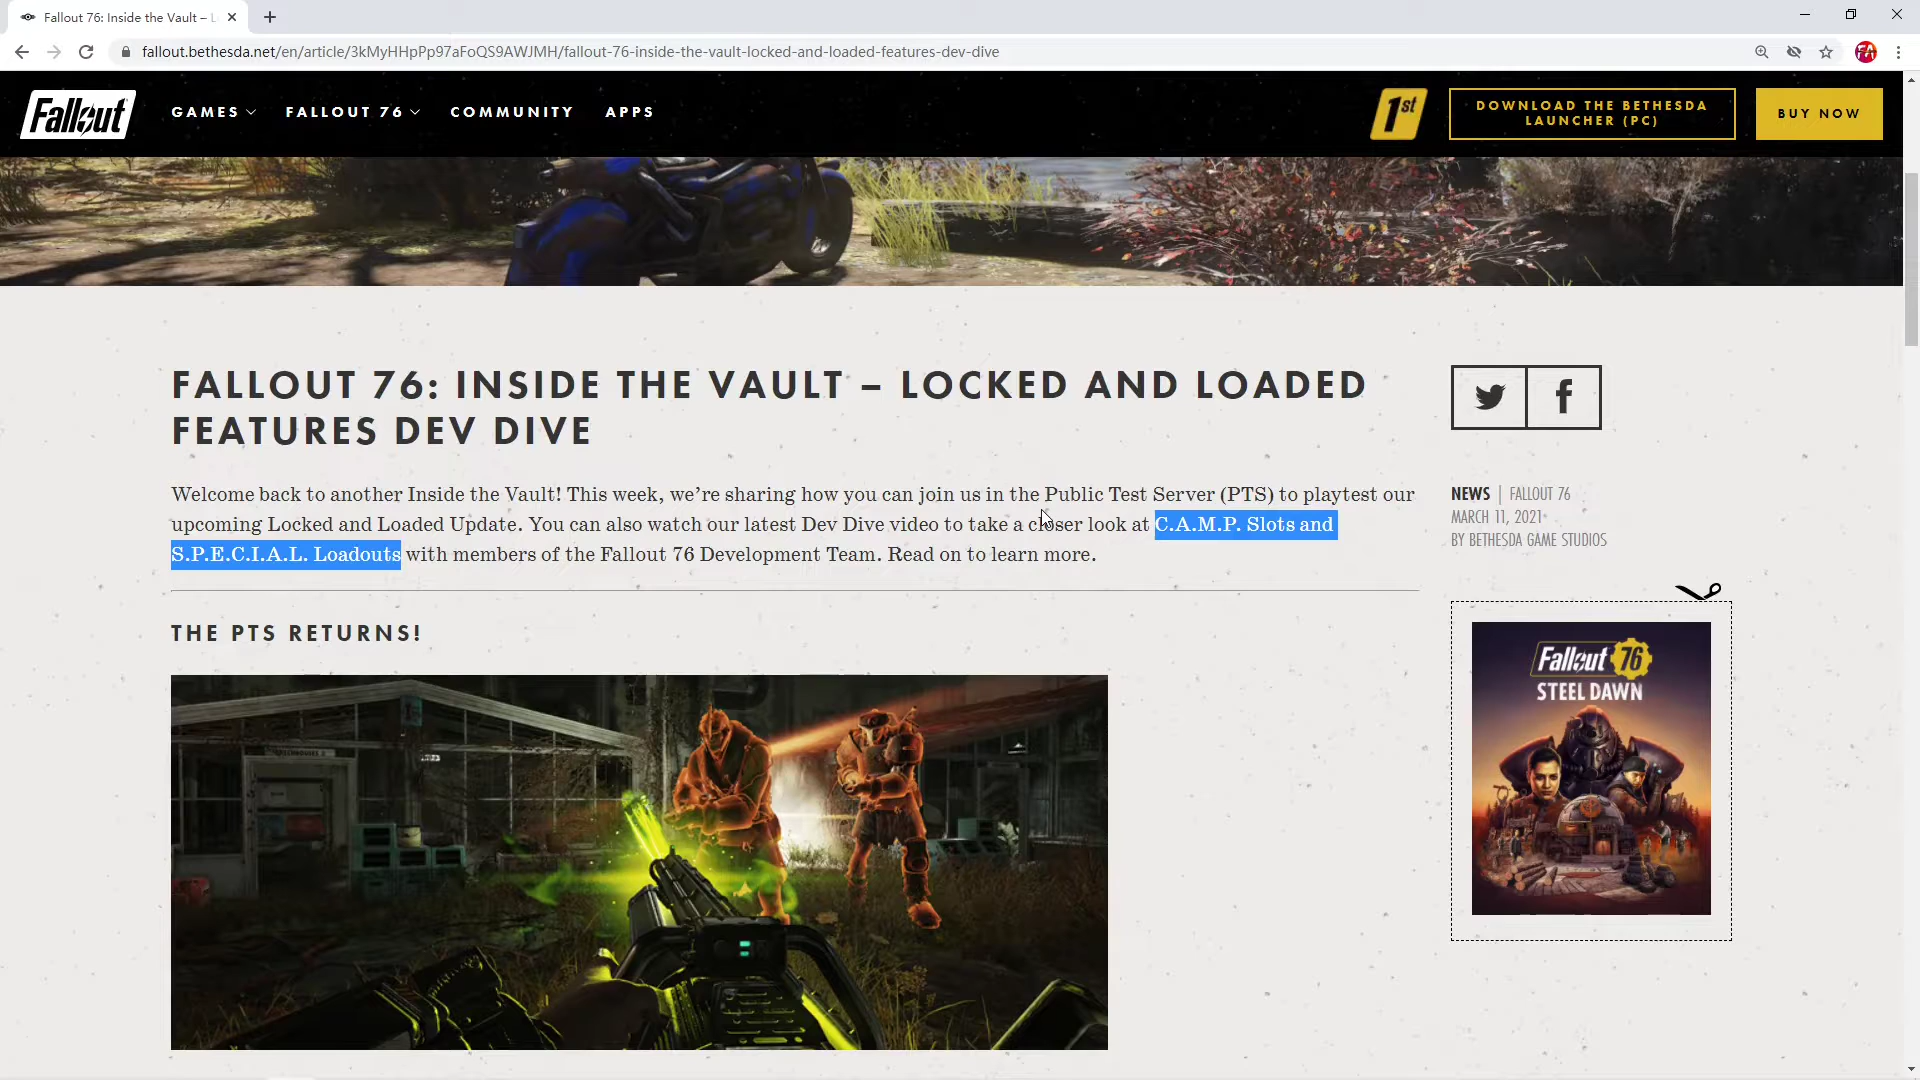 Fallout 76: Inside the Vault –
fallout.bethesda.net/en/article/3kMyHHpPp97aFoQS9AWJMH/fallout-76-inside-the-vault-locked-and-loaded-features-dev-dive
Fallout
GAMES
FALLOUT 76
COMMUNITY
APPS
1st
DOWNLOAD THE BETHESDA
LAUNCHER (PC)
BUY NOW
FALLOUT 76: INSIDE THE VAULT – LOCKED AND LOADED
FEATURES DEV DIVE
Welcome back to another Inside the Vault! This week, we're sharing how you can join us in the Public Test Server (PTS) to playtest our
upcoming Locked and Loaded Update. You can also watch our latest Dev Dive video to take a closer look at C.A.M.P. Slots and
S.P.E.C.I.A.L. Loadouts with members of the Fallout 76 Development Team. Read on to learn more.
NEWS | FALLOUT 76
MARCH 11, 2021
BY BETHESDA GAME STUDIOS
THE PTS RETURNS!
Fallout 76
STEEL DAWN